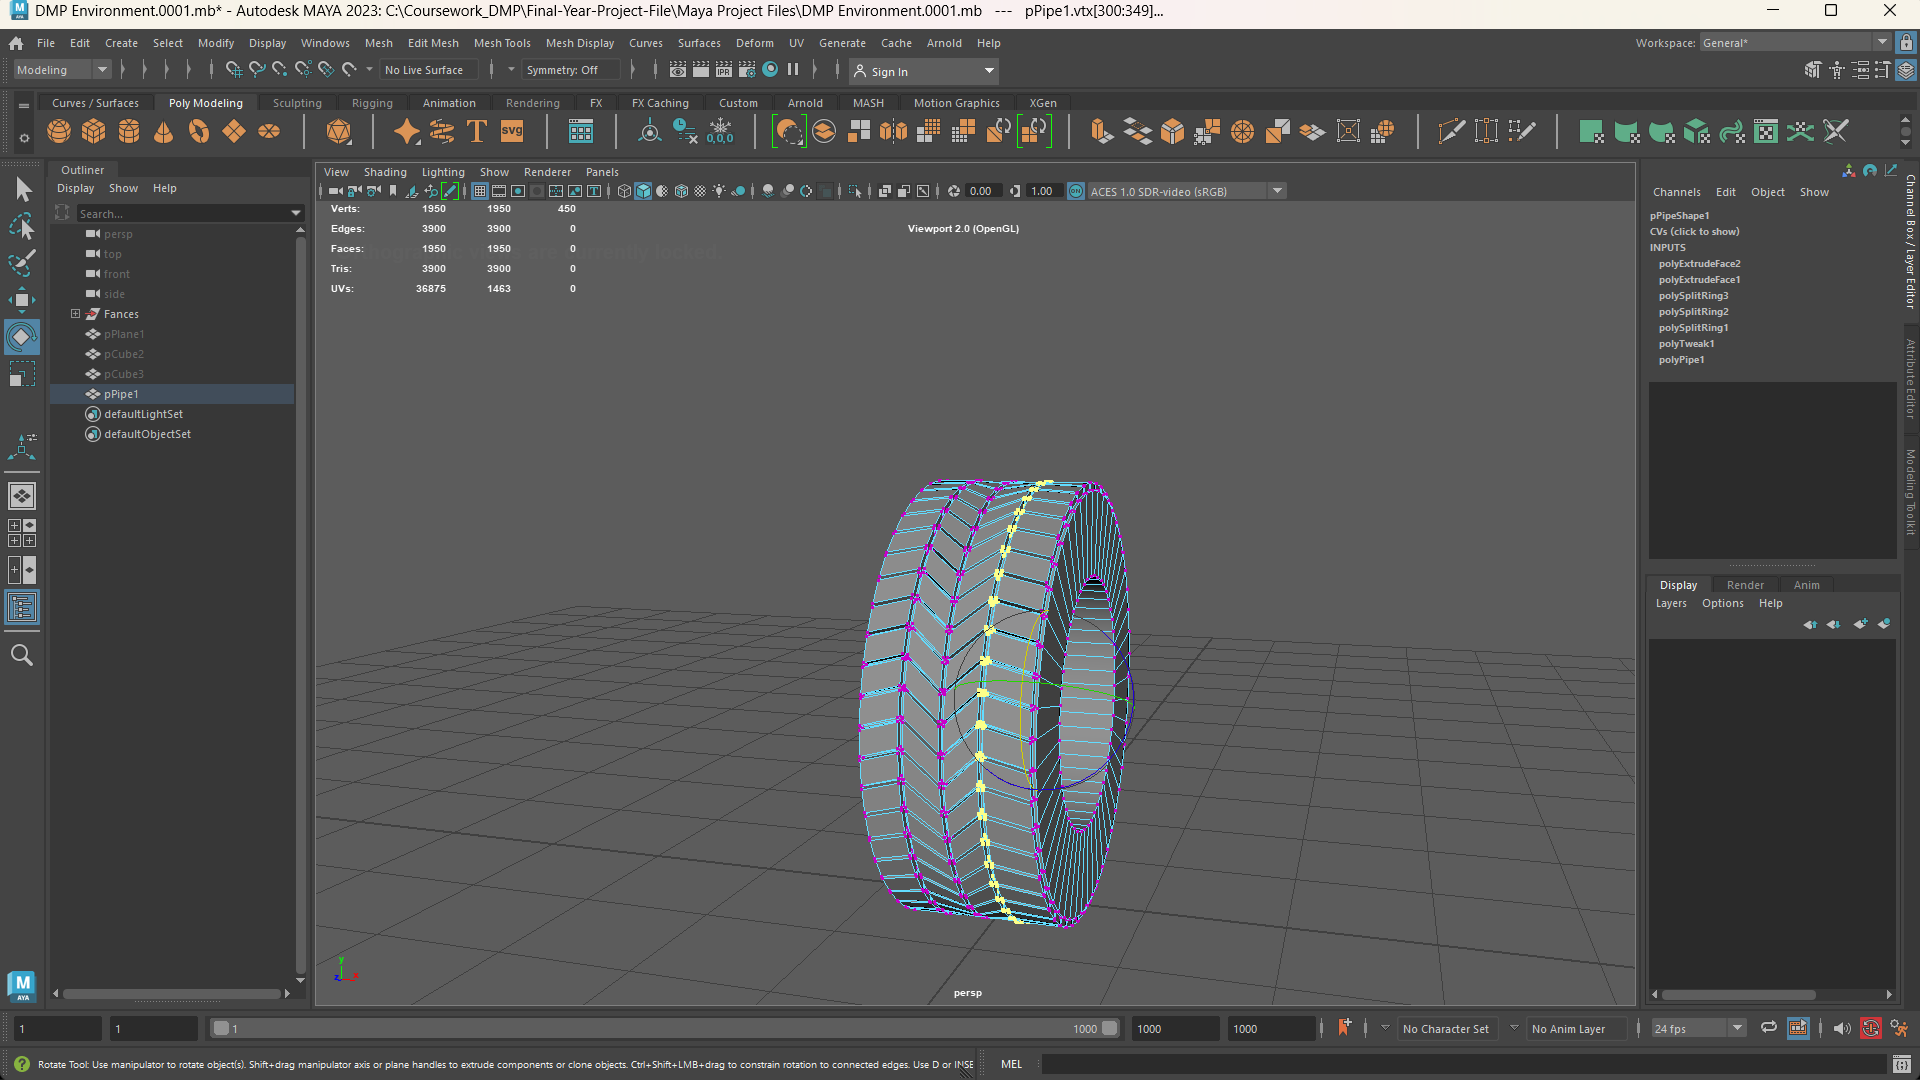 DMP Environment.0001.mb* - Autodesk MAYA 2023: C:\Coursework_DMP\Final-Year-Project-File\Maya Project Files\DMP Environment.0001.mb --- pPipe1.vtx[300:349]...
File Edit Create Select Modify Display Windows Mesh Edit Mesh Mesh Tools Mesh Display Curves Surfaces Deform UV Generate Cache Arnold Help
Workspace: General*
Modeling No Live Surface Symmetry: Off IPR Sign In
Curves / Surfaces Poly Modeling Sculpting Rigging Animation Rendering FX FX Caching Custom Arnold MASH Motion Graphics XGen
T SVG 0,0,0
Outliner
Display Show Help
Search...
persp
top
front
side
Fances
pPlane1
pCube2
pCube3
pPipe1
defaultLightSet
defaultObjectSet
View Shading Lighting Show Renderer Panels
0.00 1.00 ON ACES 1.0 SDR-video (sRGB)
Verts: 1950 1950 450
Edges: 3900 3900 0
Faces: 1950 1950 0
Tris: 3900 3900 0
UVs: 36875 1463 0
Viewport 2.0 (OpenGL)
y
z x
persp
Channels Edit Object Show
pPipeShape1
CVs (click to show)
INPUTS
polyExtrudeFace2
polyExtrudeFace1
polySplitRing3
polySplitRing2
polySplitRing1
polyTweak1
polyPipe1
Channel Box / Layer Editor
Attribute Editor
Modeling Toolkit
Display Render Anim
Layers Options Help
M
AYA
1 1 1 1000 1000 1000 No Character Set No Anim Layer 24 fps
Rotate Tool: Use manipulator to rotate object(s). Shift+drag manipulator axis or plane handles to extrude components or clone objects. Ctrl+Shift+LMB+drag to constrain rotation to connected edges. Use D or INSE
MEL